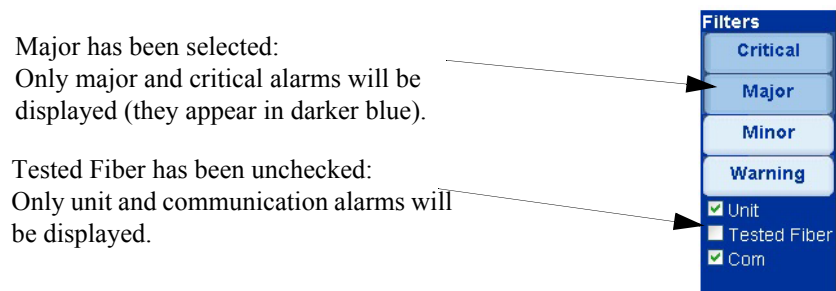 Major has been selected:
Only major and critical alarms will be
displayed (they appear in darker blue).
Tested Fiber has been unchecked:
Only unit and communication alarms will
be displayed.
Filters
Critical
Major
Minor
Warning
Unit
Tested Fiber
Com